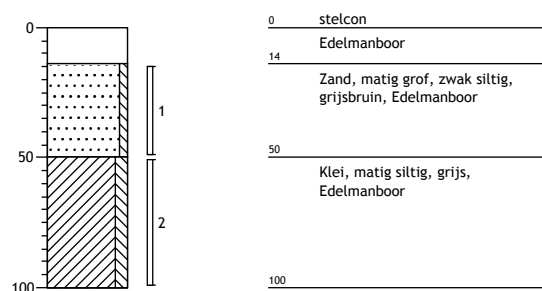 0
50
100
1
2
0 stelcon
Edelmanboor
14
Zand, matig grof, zwak siltig,
grijsbruin, Edelmanboor
50
Klei, matig siltig, grijs,
Edelmanboor
100